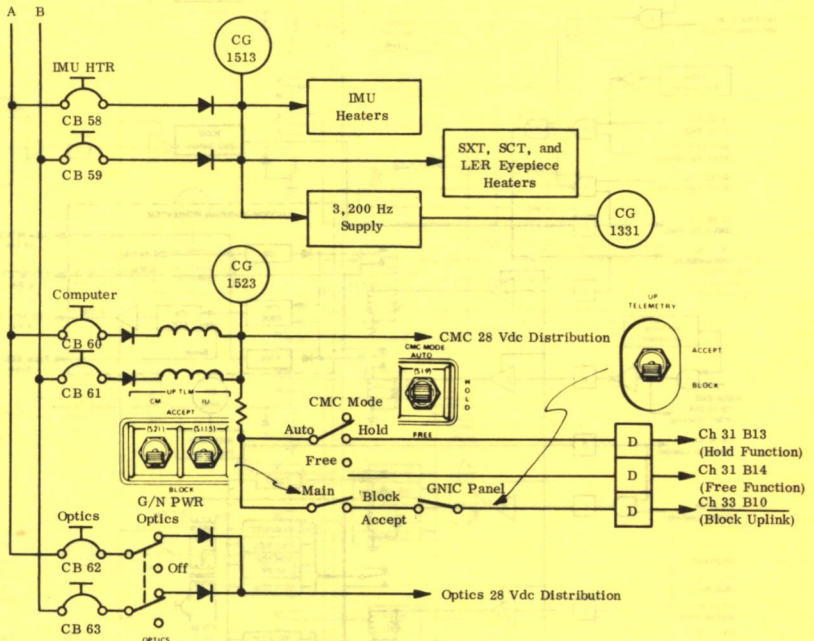 A B
CG
1513
IMU HTR
CB 58
IMU
Heaters
CB 59
SXT, SCT, and
LER Eyepiece
Heaters
3,200 Hz
Supply
CG
1331
CG
1523
Computer
CB 60
CMC 28 Vdc Distribution
UP
TELEMETRY
ACCEPT
BLOCK
CB 61
CMC MODE
AUTO
(S19)
HOLD
FREE
UP TLM
CM IU
ACCEPT
(S21) (S115)
BLOCK
CMC Mode
Auto Hold
D
Ch 31 B13
(Hold Function)
Free
D
Ch 31 B14
(Free Function)
G/N PWR
Main Block GNIC Panel
Accept
D
Ch 33 B10
(Block Uplink)
Optics Optics
CB 62
Off
Optics 28 Vdc Distribution
CB 63
OPTICS